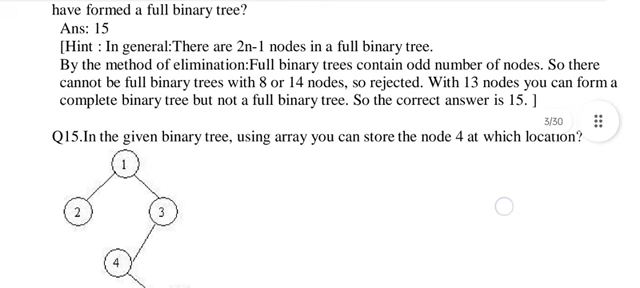 have formed a full binary tree?
Ans: 15
[Hint : In general:There are 2n-1 nodes in a full binary tree.
By the method of elimination:Full binary trees contain odd number of nodes. So there
cannot be full binary trees with 8 or 14 nodes, so rejected. With 13 nodes you can form a
complete binary tree but not a full binary tree. So the correct answer is 15. ]
3/30
Q15.In the given binary tree, using array you can store the node 4 at which location?
1
2
3
4